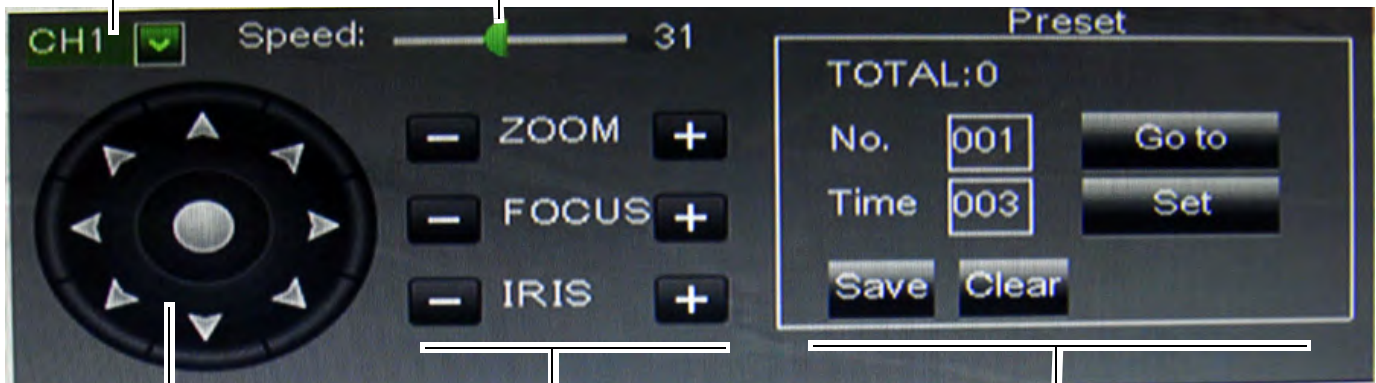 CH1
Speed: 31
ZOOM
FOCUS
IRIS
Preset
TOTAL:0
No. 001 Go to
Time 003 Set
Save Clear